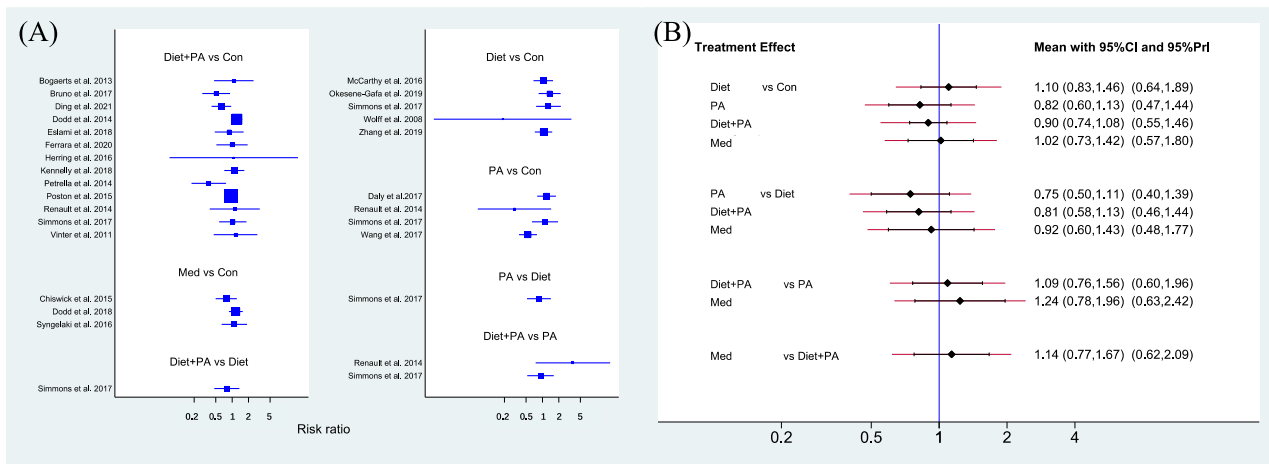 (A)
Diet+PA vs Con
Bogaerts et al. 2013
Bruno et al. 2017
Ding et al. 2021
Dodd et al. 2014
Eslami et al. 2018
Ferrara et al. 2020
Herring et al. 2016
Kennelly et al. 2018
Petrella et al. 2014
Poston et al. 2015
Renault et al. 2014
Simmons et al. 2017
Vinter et al. 2011
Med vs Con
Chiswick et al. 2015
Dodd et al. 2018
Syngelaki et al. 2016
Diet+PA vs Diet
Simmons et al. 2017
0.2 0.5 1 2 5
Diet vs Con
McCarthy et al. 2016
Okesene-Gafa et al. 2019
Simmons et al. 2017
Wolff et al. 2008
Zhang et al. 2019
PA vs Con
Daly et al.2017
Renault et al. 2014
Simmons et al. 2017
Wang et al. 2017
PA vs Diet
Simmons et al. 2017
Diet+PA vs PA
Renault et al. 2014
Simmons et al. 2017
0.2 0.5 1 2 5
Risk ratio
(B)
Treatment Effect Mean with 95%CI and 95%PrI
Diet vs Con 1.10 (0.83,1.46) (0.64,1.89)
PA 0.82 (0.60,1.13) (0.47,1.44)
Diet+PA 0.90 (0.74,1.08) (0.55,1.46)
Med 1.02 (0.73,1.42) (0.57,1.80)
PA vs Diet 0.75 (0.50,1.11) (0.40,1.39)
Diet+PA 0.81 (0.58,1.13) (0.46,1.44)
Med 0.92 (0.60,1.43) (0.48,1.77)
Diet+PA vs PA 1.09 (0.76,1.56) (0.60,1.96)
Med 1.24 (0.78,1.96) (0.63,2.42)
Med vs Diet+PA 1.14 (0.77,1.67) (0.62,2.09)
0.2 0.5 1 2 4